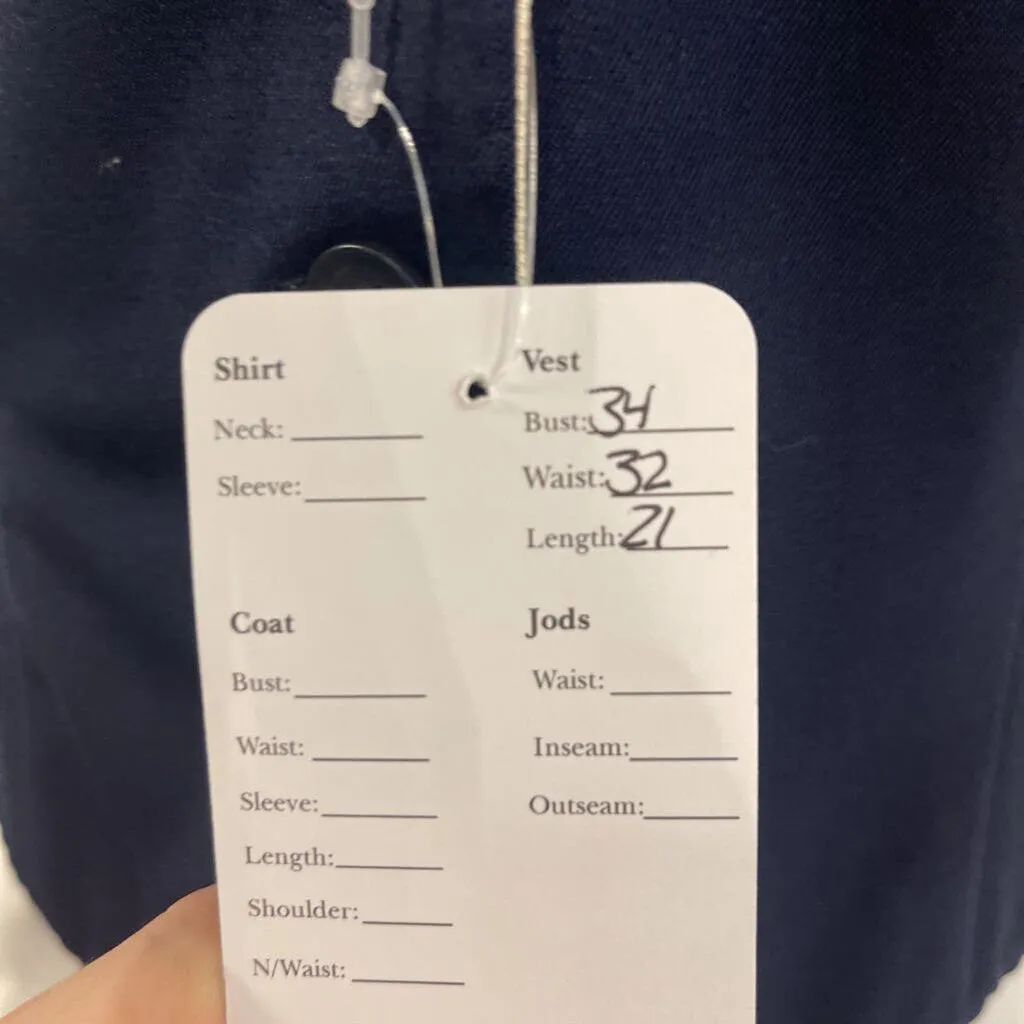 Shirt
Neck:
Sleeve:
Vest
Bust: 34
Waist: 32
Length: 21
Coat
Bust:
Waist:
Sleeve:
Length:
Shoulder:
N/Waist:
Jods
Waist:
Inseam:
Outseam: